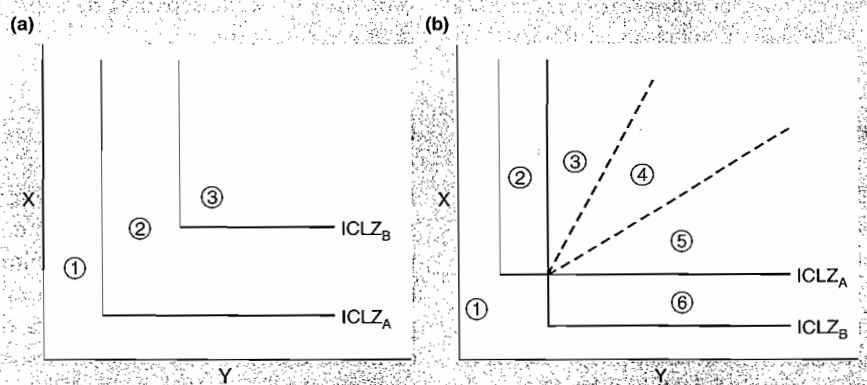 (a)
X
①
②
③
ICLZB
ICLZA
Y
(b)
X
①
②
③
④
⑤
⑥
ICLZA
ICLZB
Y